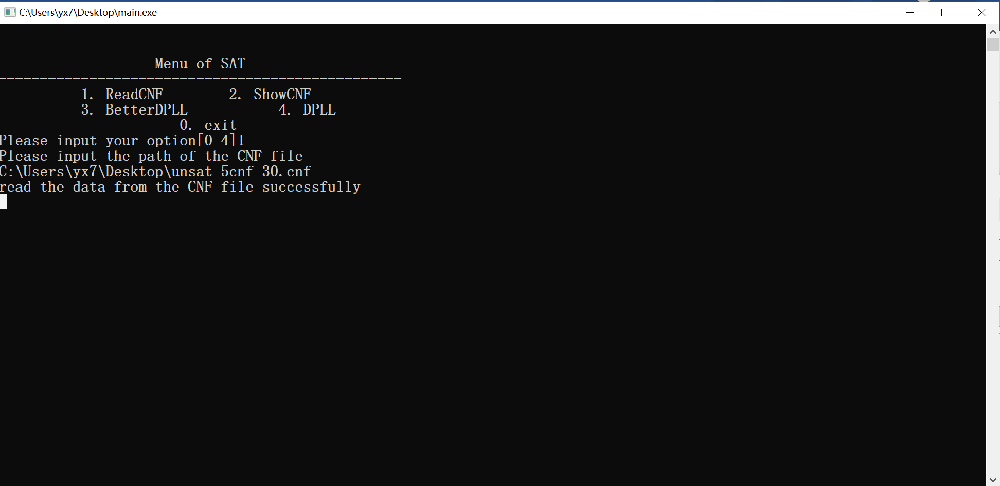 C:\Users\yx7\Desktop\main.exe
Menu of SAT
-------------------------------------------------
1. ReadCNF 2. ShowCNF
3. BetterDPLL 4. DPLL
0. exit
Please input your option[0-4]1
Please input the path of the CNF file
C:\Users\yx7\Desktop\unsat-5cnf-30.cnf
read the data from the CNF file successfully